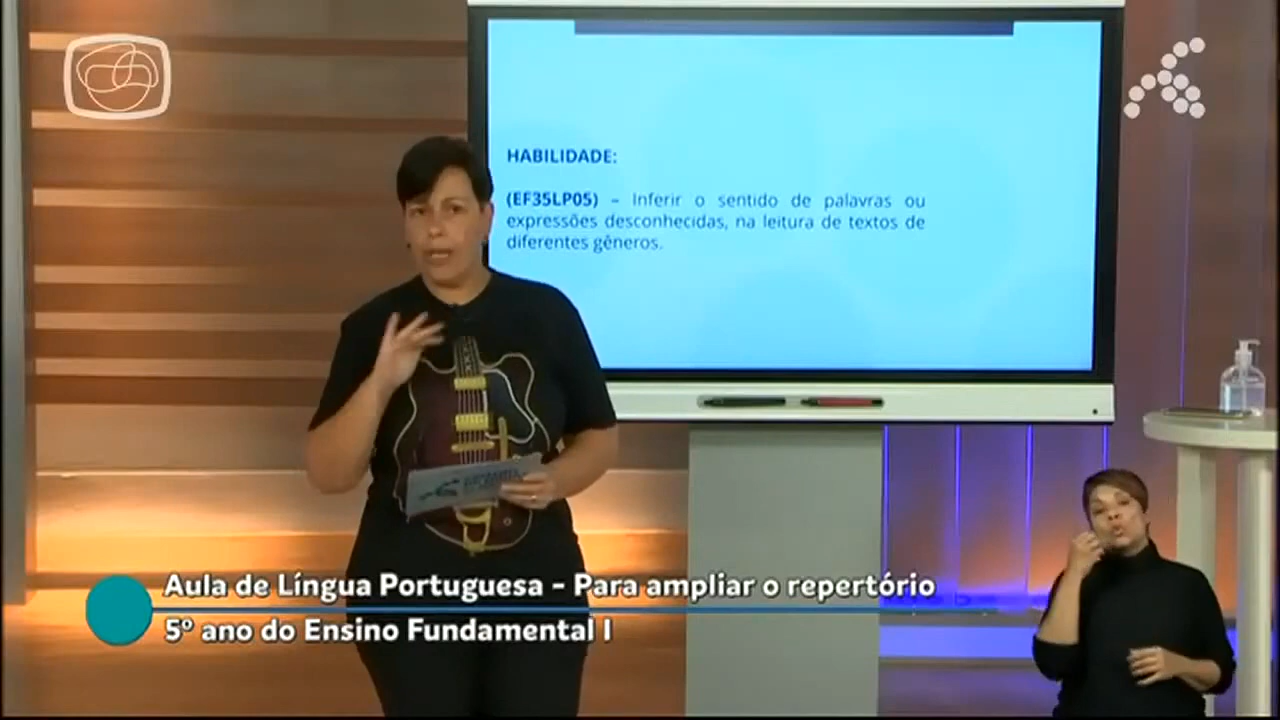 HABILIDADE:
(EF35LP05) – Inferir o sentido de palavras ou
expressões desconhecidas, na leitura de textos de
diferentes gêneros.
Aula de Língua Portuguesa - Para ampliar o repertório
5º ano do Ensino Fundamental I